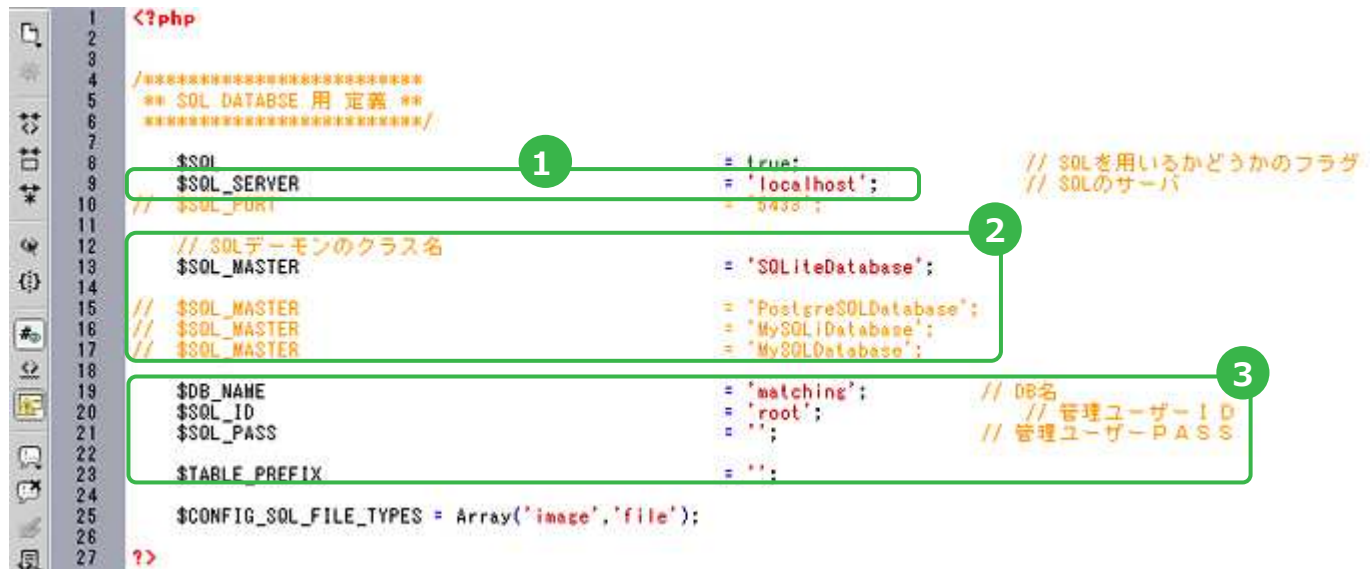 1 <?php
2
3
4 /*************************
5 ** SQL DATABSE 用 定義 **
6 *************************/
7
8 $SQL = true; // SQLを用いるかどうかのフラグ
9 $SQL_SERVER = 'localhost'; // SQLのサーバ
10 // $SQL_PORT = '5433';
11
12 // SQLデーモンのクラス名
13 $SQL_MASTER = 'SQLiteDatabase';
14
15 // $SQL_MASTER = 'PostgreSQLDatabase';
16 // $SQL_MASTER = 'MySQLiDatabase';
17 // $SQL_MASTER = 'MySQLDatabase';
18
19 $DB_NAME = 'matching'; // DB名
20 $SQL_ID = 'root'; // 管理ユーザーＩＤ
21 $SQL_PASS = ''; // 管理ユーザーＰＡＳＳ
22
23 $TABLE_PREFIX = '';
24
25 $CONFIG_SQL_FILE_TYPES = Array('image','file');
26
27 ?>
1
2
3